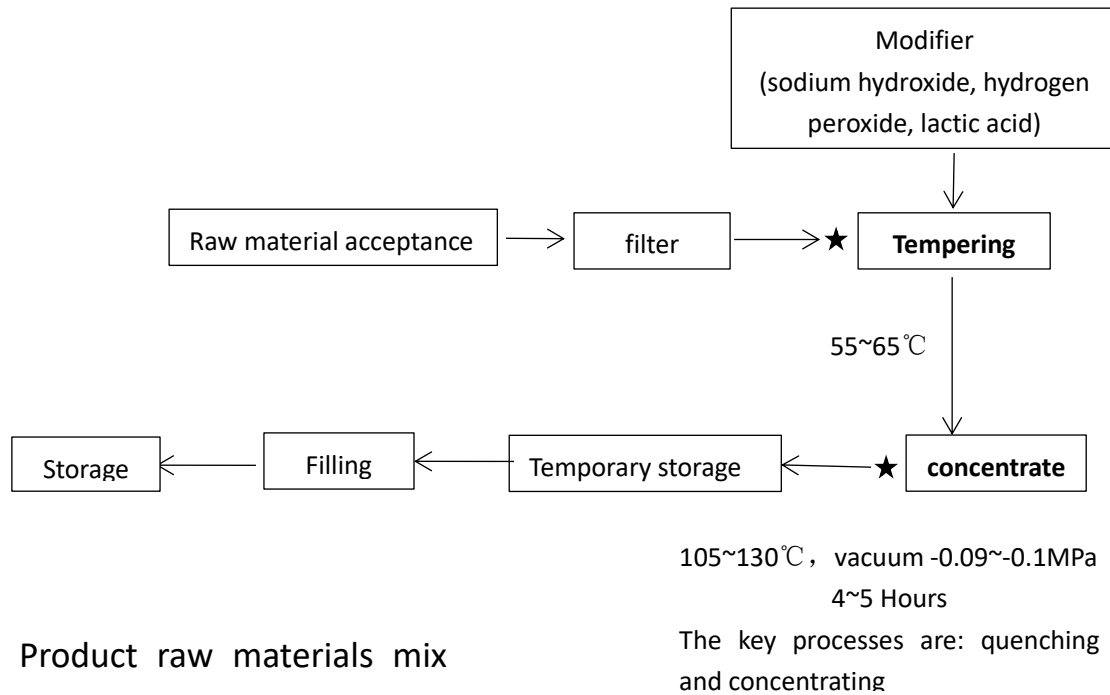 Modifier
(sodium hydroxide, hydrogen
peroxide, lactic acid)
Raw material acceptance
filter
★
Tempering
55~65℃
Storage
Filling
Temporary storage
★
concentrate
105~130℃，vacuum -0.09~-0.1MPa
4~5 Hours
The key processes are: quenching
and concentrating
Product raw materials mix